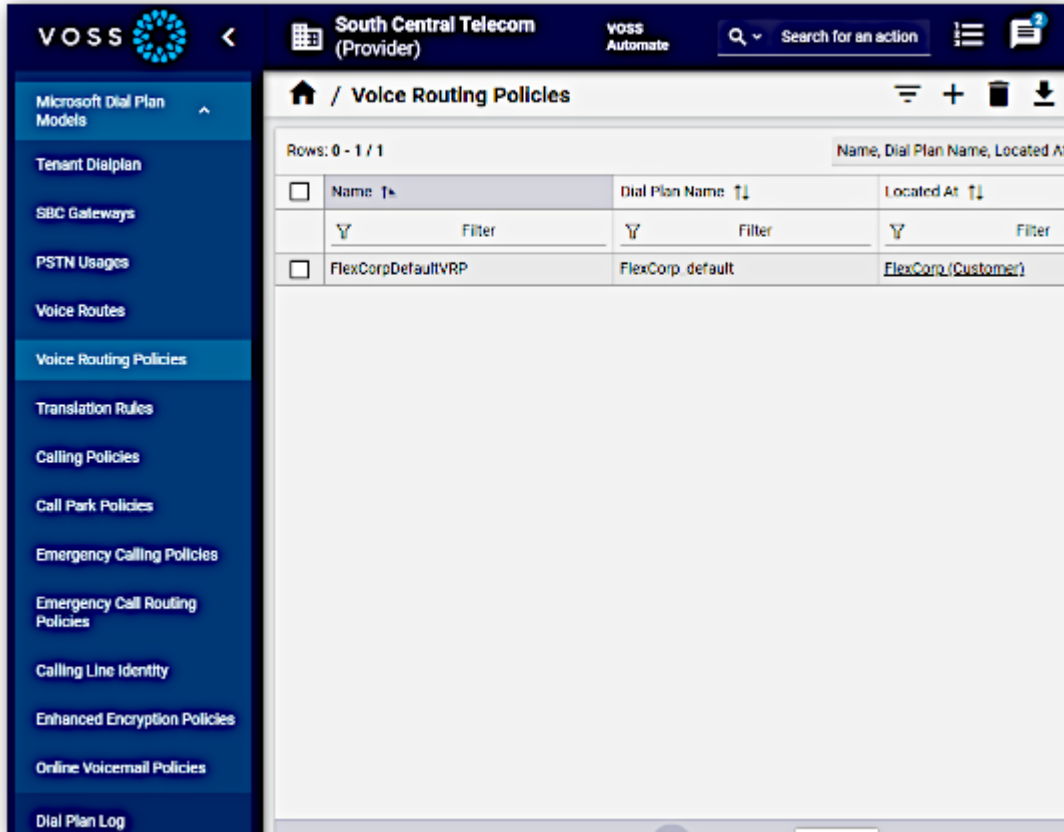 VOSS
South Central Telecom
(Provider)
VOSS
Automate
Search for an action
2
Microsoft Dial Plan
Models
Tenant Dialplan
SBC Gateways
PSTN Usages
Voice Routes
Voice Routing Policies
Translation Rules
Calling Policies
Call Park Policies
Emergency Calling Policies
Emergency Call Routing
Policies
Calling Line Identity
Enhanced Encryption Policies
Online Voicemail Policies
Dial Plan Log
/ Voice Routing Policies
Rows: 0 - 1 / 1
Name, Dial Plan Name, Located At
Name Dial Plan Name Located At
Filter Filter Filter
FlexCorpDefaultVRP FlexCorp_default FlexCorp (Customer)